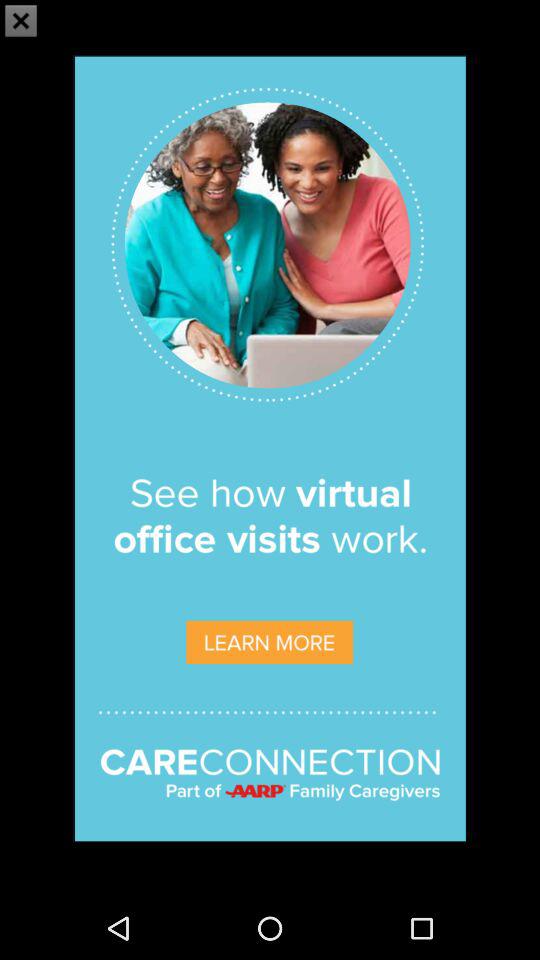 See how virtual
office visits work.
LEARN MORE
CARECONNECTION
Part of AARP Family Caregivers